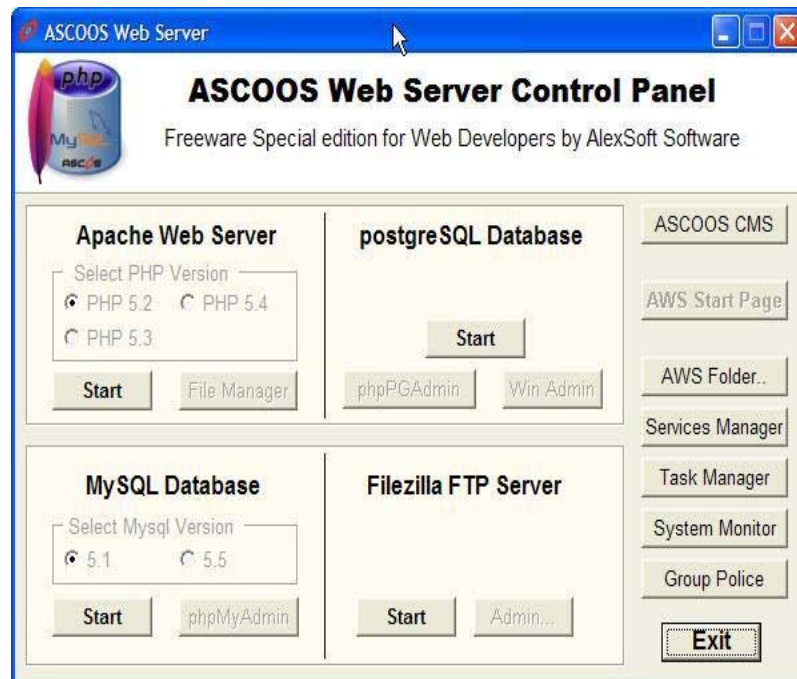 ASCOOS Web Server
php
MySQL
ASCOS
ASCOOS Web Server Control Panel
Freeware Special edition for Web Developers by AlexSoft Software
Apache Web Server
Select PHP Version
PHP 5.2
PHP 5.4
PHP 5.3
Start
File Manager
postgreSQL Database
Start
phpPGAdmin
Win Admin
MySQL Database
Select Mysql Version
5.1
5.5
Start
phpMyAdmin
Filezilla FTP Server
Start
Admin...
ASCOOS CMS
AWS Start Page
AWS Folder..
Services Manager
Task Manager
System Monitor
Group Police
Exit